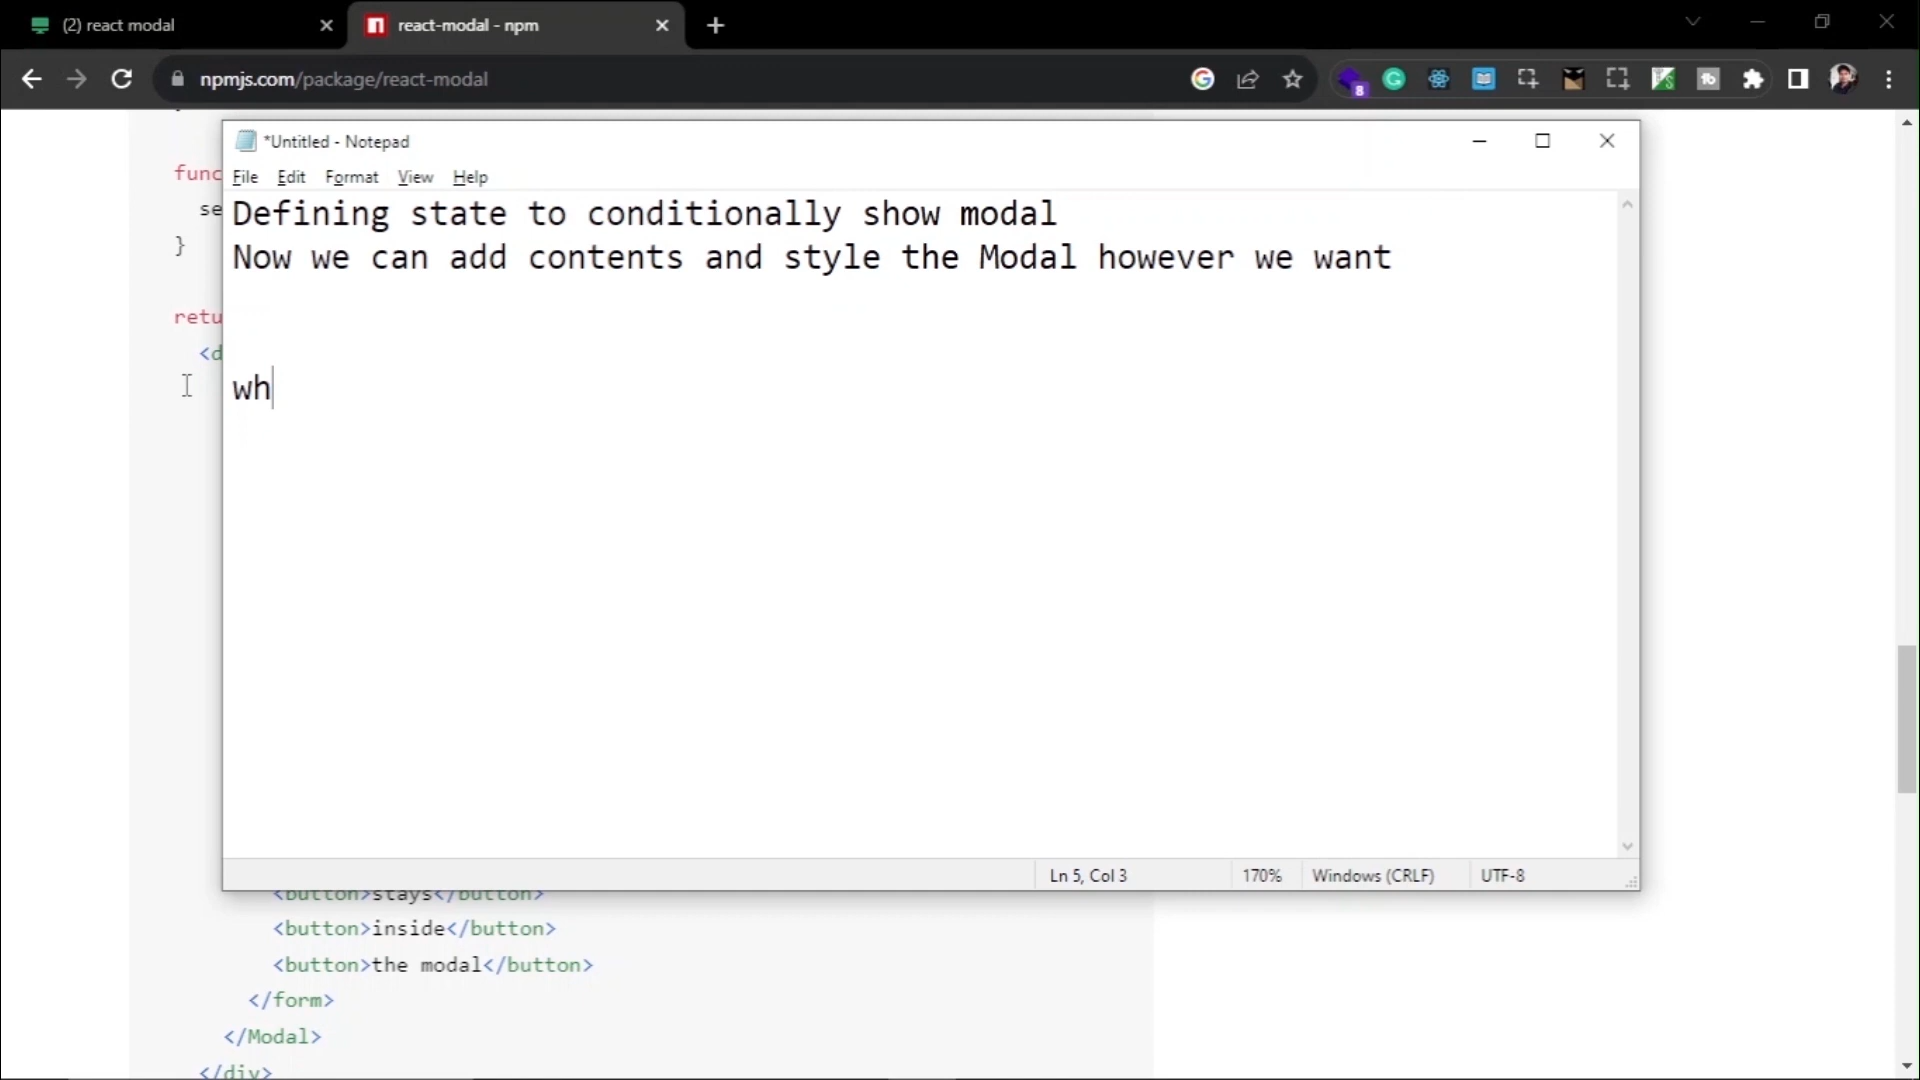 (2) react modal
react-modal - npm
npmjs.com/package/react-modal
8
*Untitled - Notepad
File Edit Format View Help
func
se
}
retu
<d
Defining state to conditionally show modal
Now we can add contents and style the Modal however we want
wh
Ln 5, Col 3
170%
Windows (CRLF)
UTF-8
<button>stays</button>
<button>inside</button>
<button>the modal</button>
</form>
</Modal>
</div>